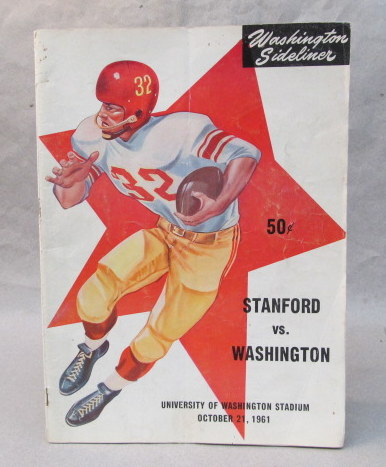 Washington
Sideliner
32
32
50¢
STANFORD
vs.
WASHINGTON
UNIVERSITY OF WASHINGTON STADIUM
OCTOBER 21, 1961